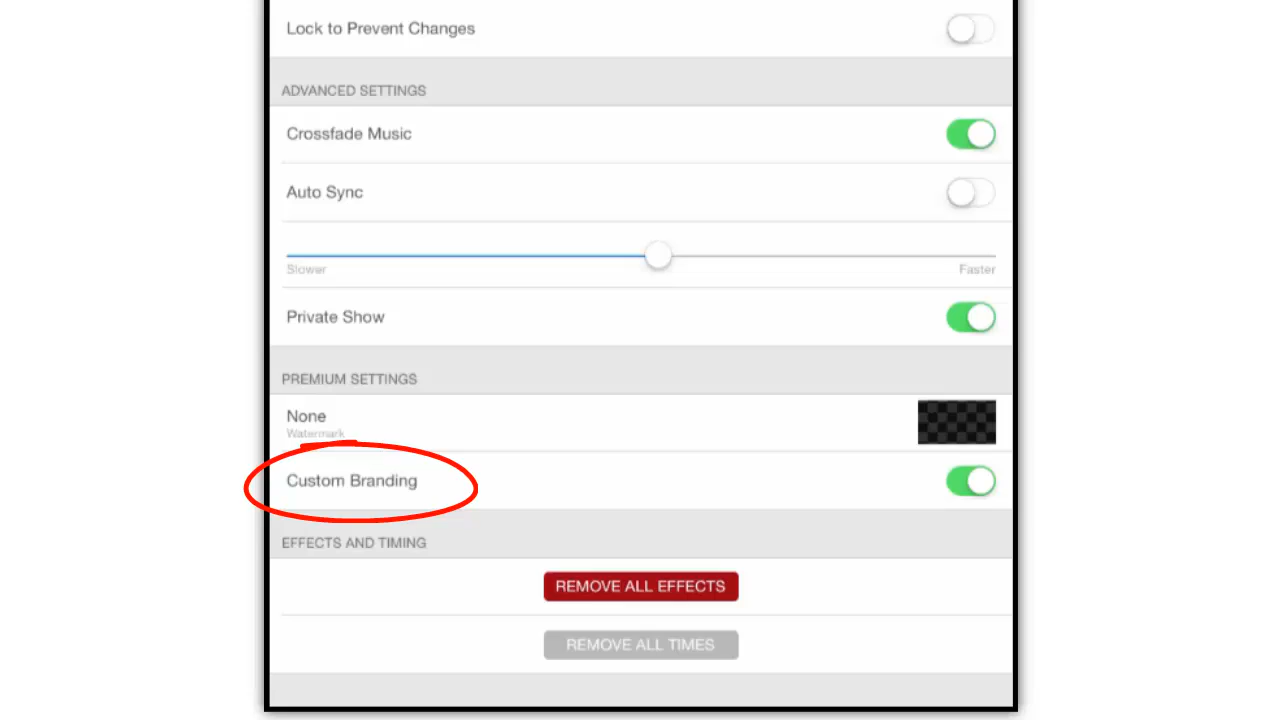 Lock to Prevent Changes
ADVANCED SETTINGS
Crossfade Music
Auto Sync
Slower Faster
Private Show
PREMIUM SETTINGS
None
Watermark
Custom Branding
EFFECTS AND TIMING
REMOVE ALL EFFECTS
REMOVE ALL TIMES